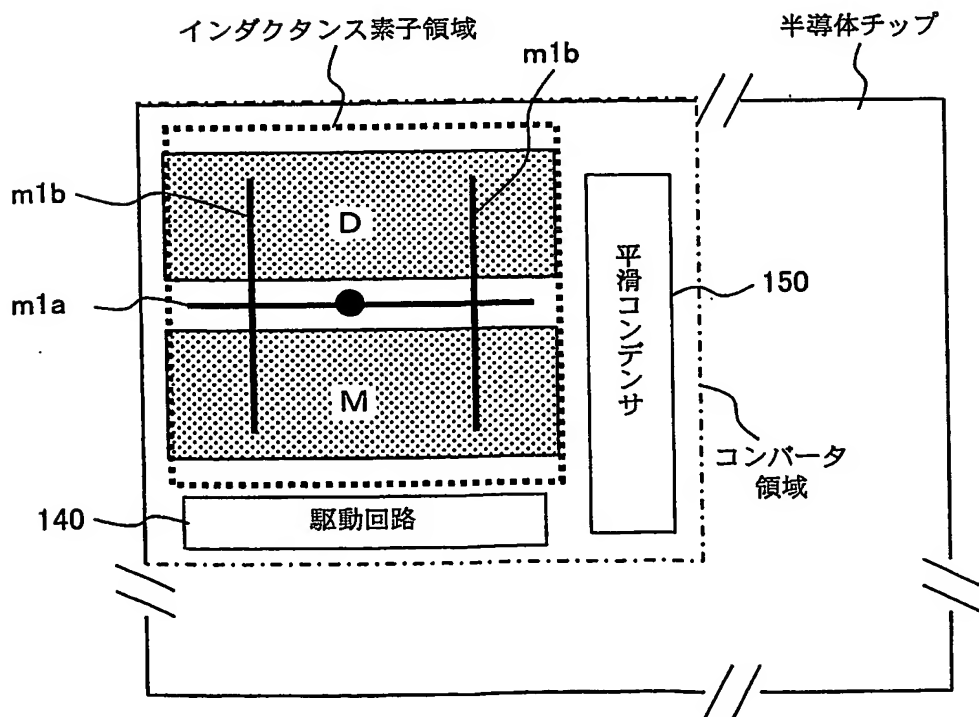 インダクタンス素子領域
半導体チップ
m1b
m1b
D
m1a
平滑コンデンサ
150
M
コンバータ
領域
140
駆動回路